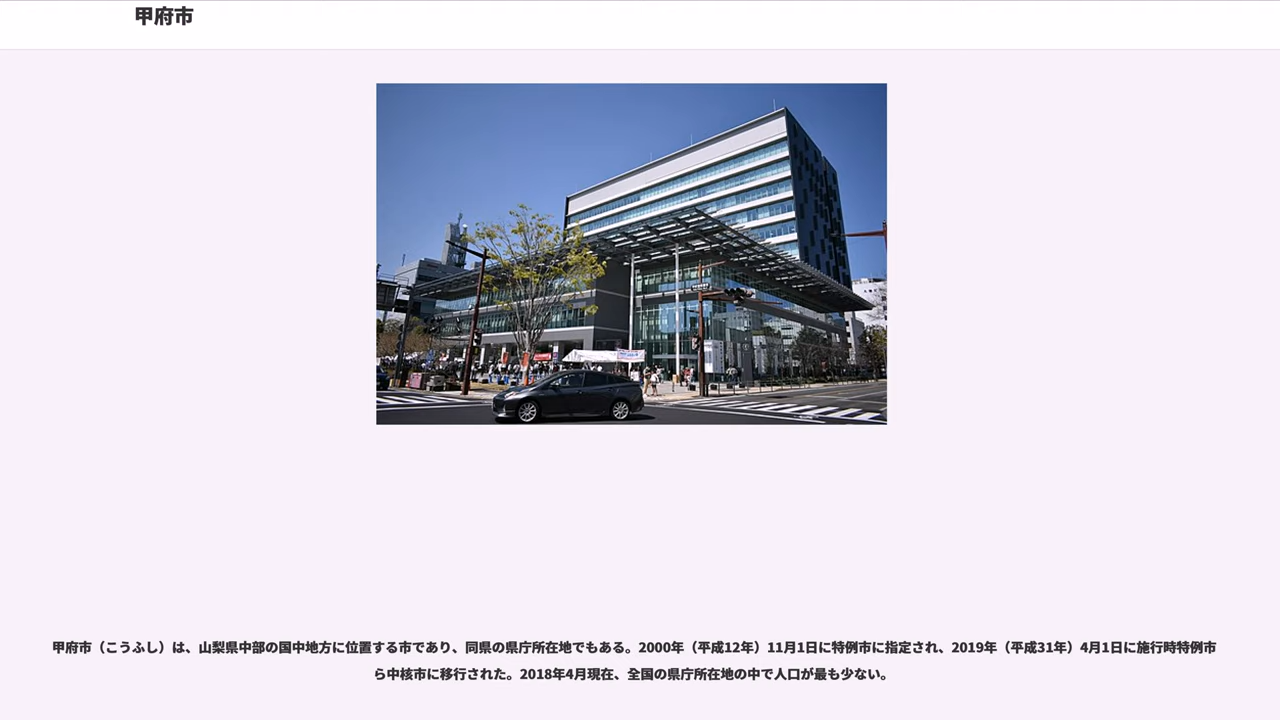 甲府市
甲府市（こうふし）は、山梨県中部の国中地方に位置する市であり、同県の県庁所在地でもある。2000年（平成12年）11月1日に特例市に指定され、2019年（平成31年）4月1日に施行時特例市
ら中核市に移行された。2018年4月現在、全国の県庁所在地の中で人口が最も少ない。